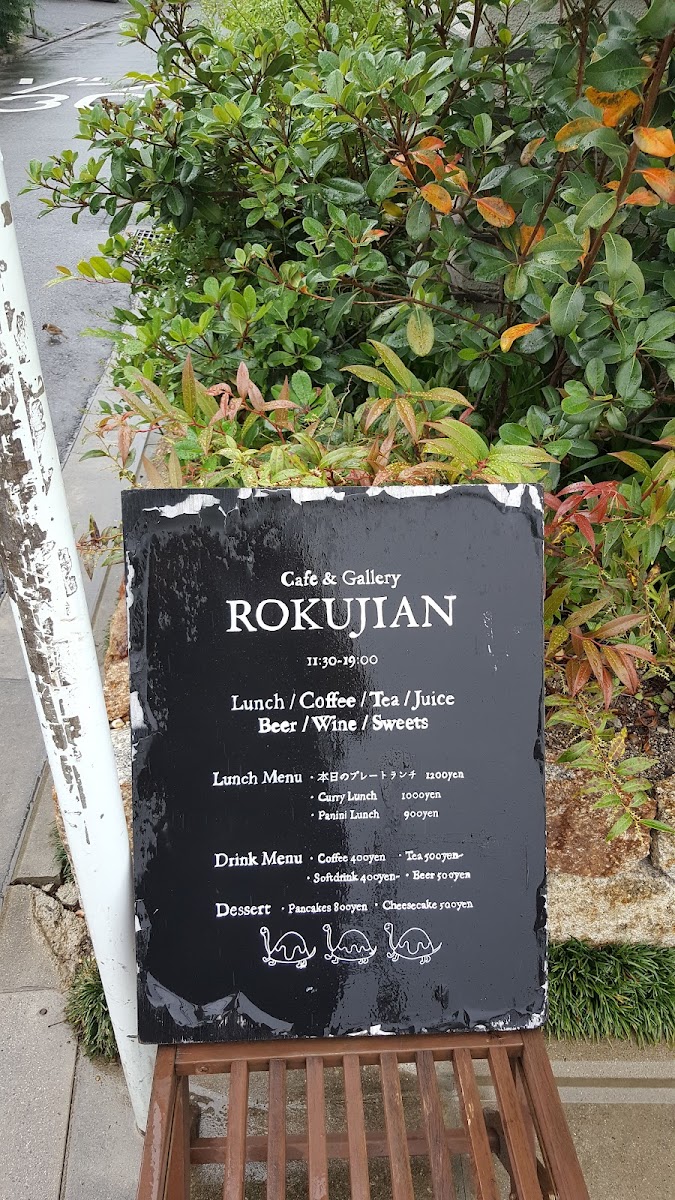 Cafe & Gallery
ROKUJIAN
11:30-19:00
Lunch / Coffee / Tea / Juice
Beer / Wine / Sweets
Lunch Menu ・本日のプレートランチ 1200yen
・Curry Lunch 1000yen
・Panini Lunch 900yen
Drink Menu ・Coffee 400yen ・Tea 500yen~
・Softdrink 400yen~ ・Beer 500yen
Dessert ・Pancakes 800yen ・Cheesecake 500yen